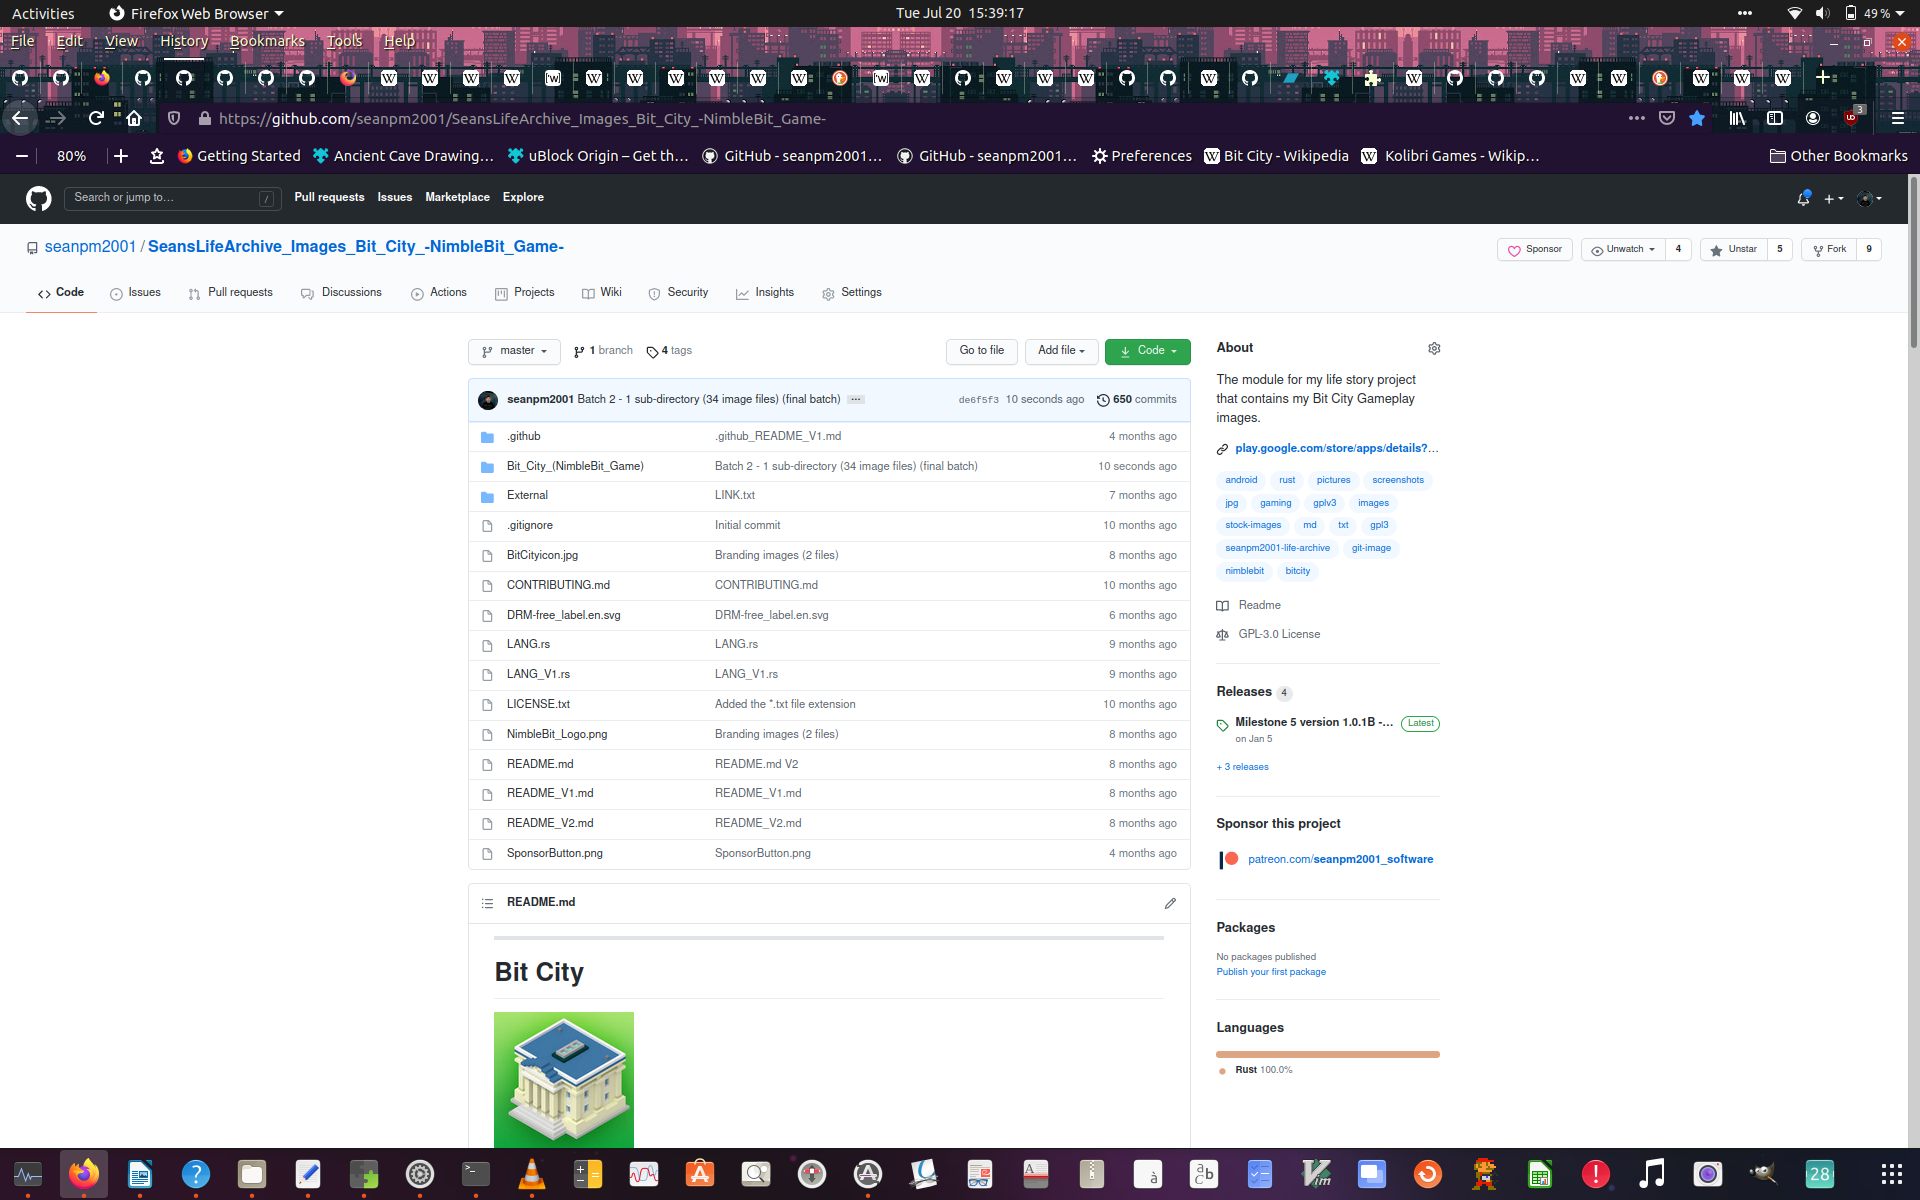 Activities Firefox Web Browser Tue Jul 20 15:39:17 49 %
File Edit View History Bookmarks Tools Help
https://github.com/seanpm2001/SeansLifeArchive_Images_Bit_City_-NimbleBit_Game- 3
80% Getting Started Ancient Cave Drawing… uBlock Origin – Get th… GitHub - seanpm2001… GitHub - seanpm2001… Preferences Bit City - Wikipedia Kolibri Games - Wikip… Other Bookmarks
Search or jump to… / Pull requests Issues Marketplace Explore
seanpm2001 / SeansLifeArchive_Images_Bit_City_-NimbleBit_Game- Sponsor Unwatch 4 Unstar 5 Fork 9
Code Issues Pull requests Discussions Actions Projects Wiki Security Insights Settings
master 1 branch 4 tags Go to file Add file Code
seanpm2001 Batch 2 - 1 sub-directory (34 image files) (final batch) ... de6f5f3 10 seconds ago 650 commits
.github .github_README_V1.md 4 months ago
Bit_City_(NimbleBit_Game) Batch 2 - 1 sub-directory (34 image files) (final batch) 10 seconds ago
External LINK.txt 7 months ago
.gitignore Initial commit 10 months ago
BitCityicon.jpg Branding images (2 files) 8 months ago
CONTRIBUTING.md CONTRIBUTING.md 10 months ago
DRM-free_label.en.svg DRM-free_label.en.svg 6 months ago
LANG.rs LANG.rs 9 months ago
LANG_V1.rs LANG_V1.rs 9 months ago
LICENSE.txt Added the *.txt file extension 10 months ago
NimbleBit_Logo.png Branding images (2 files) 8 months ago
README.md README.md V2 8 months ago
README_V1.md README_V1.md 8 months ago
README_V2.md README_V2.md 8 months ago
SponsorButton.png SponsorButton.png 4 months ago
README.md
Bit City
About
The module for my life story project
that contains my Bit City Gameplay
images.
play.google.com/store/apps/details?…
android rust pictures screenshots
jpg gaming gplv3 images
stock-images md txt gpl3
seanpm2001-life-archive git-image
nimblebit bitcity
Readme
GPL-3.0 License
Releases 4
Milestone 5 version 1.0.1B -… Latest
on Jan 5
+ 3 releases
Sponsor this project
patreon.com/seanpm2001_software
Packages
No packages published
Publish your first package
Languages
Rust 100.0%
28